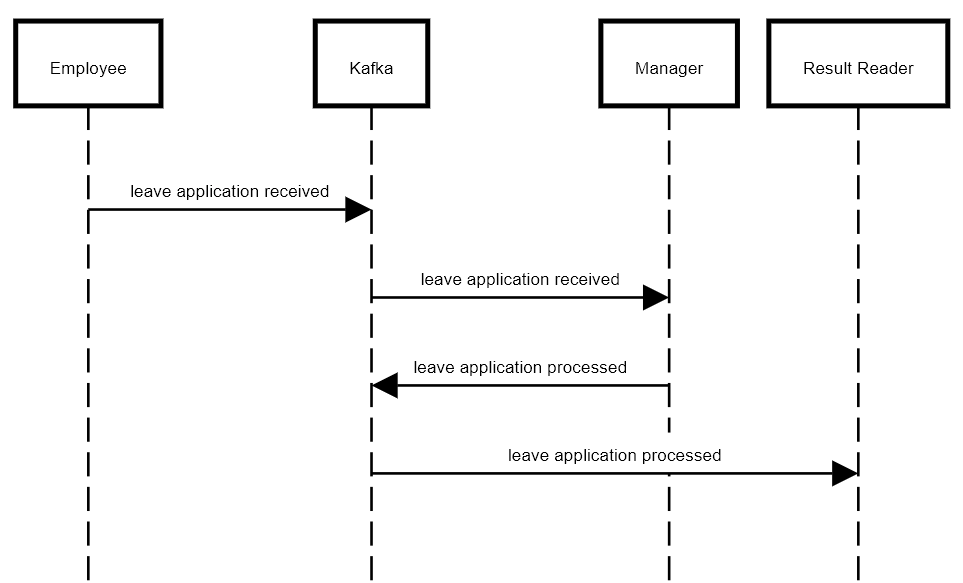 Employee
Kafka
Manager
Result Reader
leave application received
leave application received
leave application processed
leave application processed